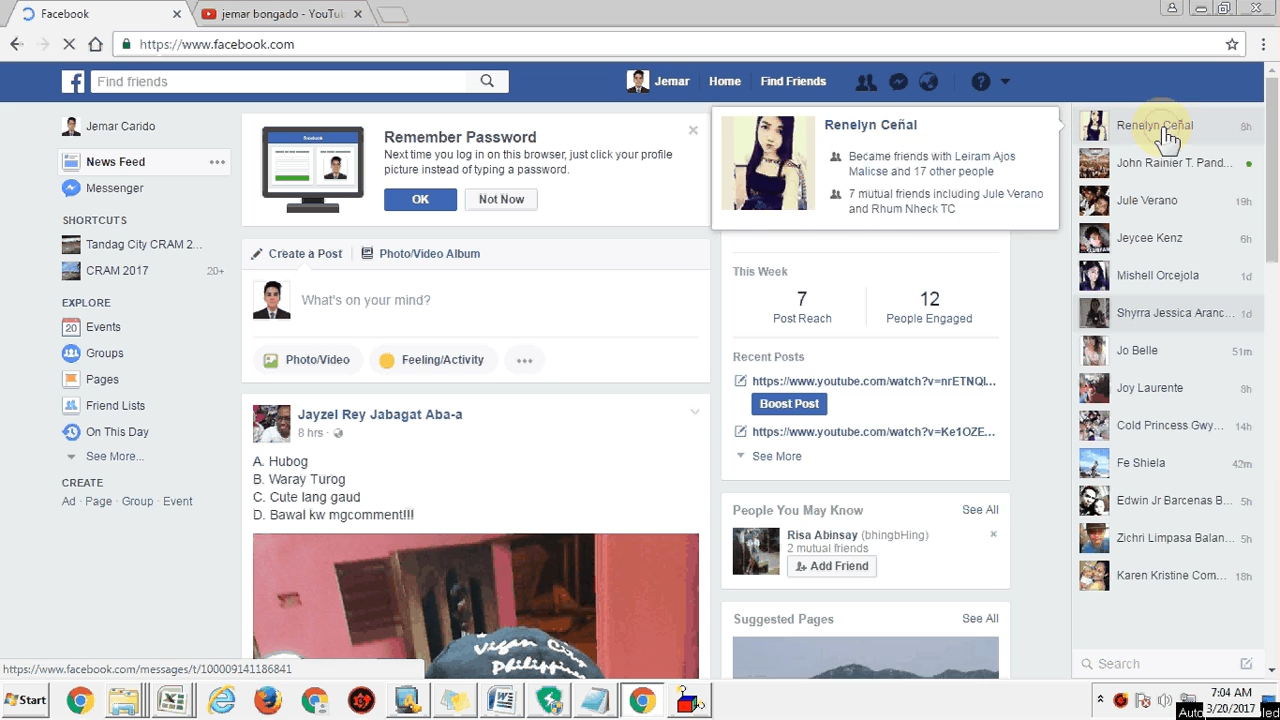 Facebook
jemar bongado - YouTu
https://www.facebook.com
Find friends
Jemar
Home
Find Friends
Jemar Carido
News Feed
Messenger
SHORTCUTS
Tandag City CRAM 2...
CRAM 2017
20+
EXPLORE
20
Events
Groups
Pages
Friend Lists
On This Day
See More...
CREATE
Ad · Page · Group · Event
Remember Password
Next time you log in on this browser, just click your profile
picture instead of typing a password.
OK
Not Now
Create a Post
Photo/Video Album
What's on your mind?
Photo/Video
Feeling/Activity
Jayzel Rey Jabagat Aba-a
8 hrs ·
A. Hubog
B. Waray Turog
C. Cute lang gaud
D. Bawal kw mgcomment!!!
Vigan City
Philippin
Renelyn Ceñal
Became friends with Leiram Ajos
Malicse and 17 other people
7 mutual friends including Jule Verano
and Rhum Nheck TC
This Week
7
Post Reach
12
People Engaged
Recent Posts
https://www.youtube.com/watch?v=nrETNQI...
Boost Post
https://www.youtube.com/watch?v=Ke1OZE...
See More
People You May Know
See All
Risa Abinsay (bhingbHing)
2 mutual friends
Add Friend
Suggested Pages
See All
Renelyn Ceñal 8h
John Rainier T. Pand...
Jule Verano 19h
Jeycee Kenz 6h
Mishell Orcejola 1d
Shyrra Jessica Aranc... 1d
Jo Belle 51m
Joy Laurente 8h
Cold Princess Gwy... 14h
Fe Shiela 42m
Edwin Jr Barcenas B... 5h
Zichri Limpasa Balan... 5h
Karen Kristine Com... 18h
Search
https://www.facebook.com/messages/t/100009141186841
Start
7:04 AM
3/20/2017